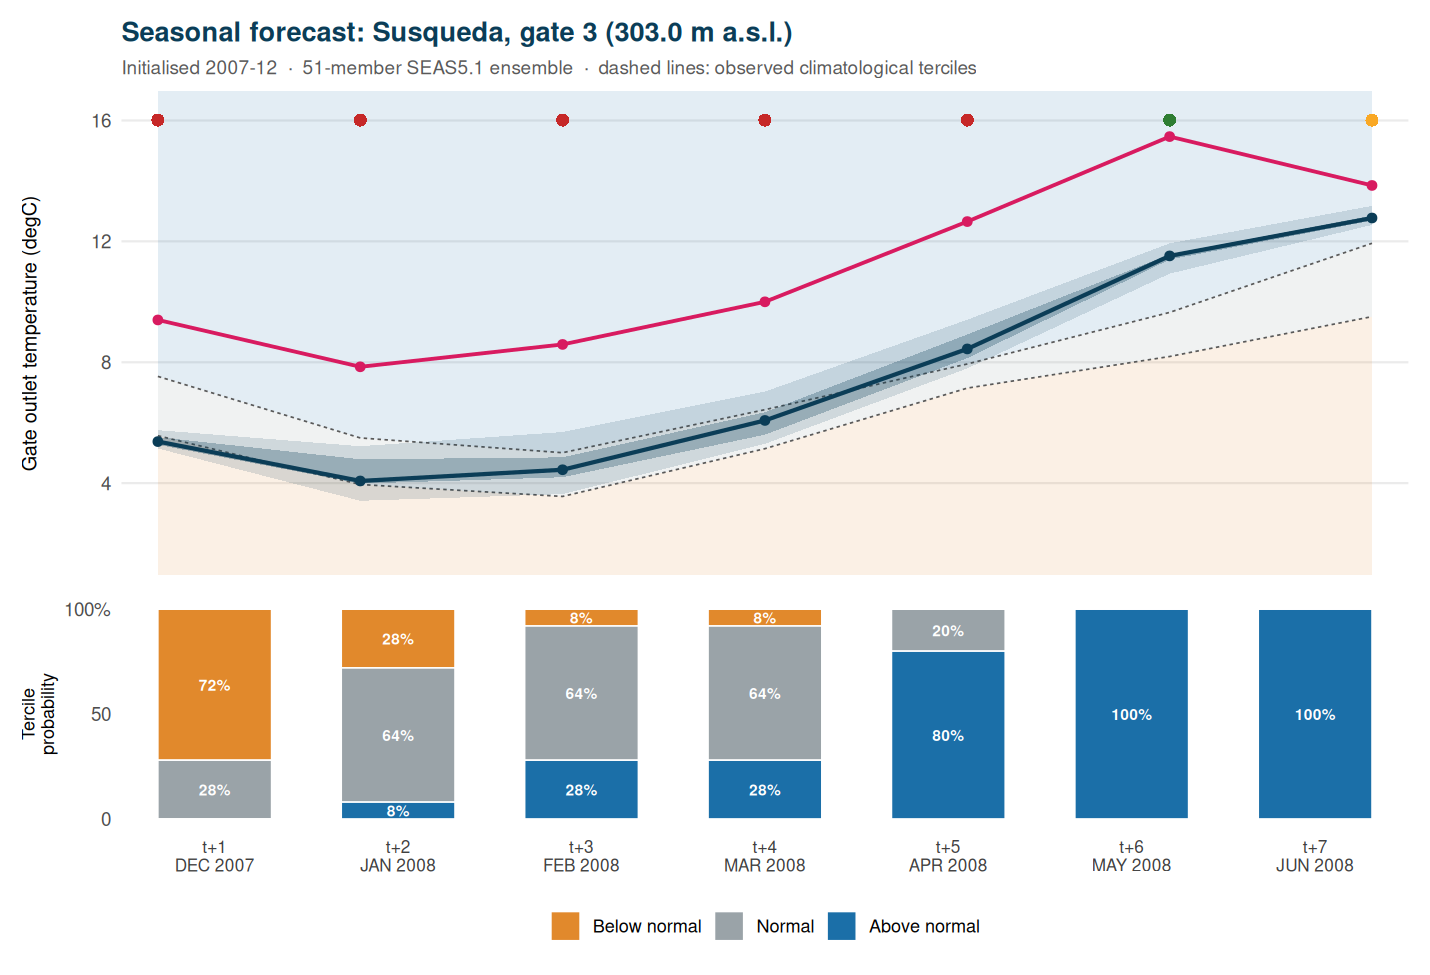 Seasonal forecast: Susqueda, gate 3 (303.0 m a.s.l.)
Initialised 2007-12 · 51-member SEAS5.1 ensemble · dashed lines: observed climatological terciles
Gate outlet temperature (degC)
16
12
8
4
Tercile
probability
100%
50
0
72%
28%
28%
64%
8%
8%
64%
28%
8%
64%
28%
20%
80%
100%
100%
t+1
DEC 2007
t+2
JAN 2008
t+3
FEB 2008
t+4
MAR 2008
t+5
APR 2008
t+6
MAY 2008
t+7
JUN 2008
Below normal
Normal
Above normal